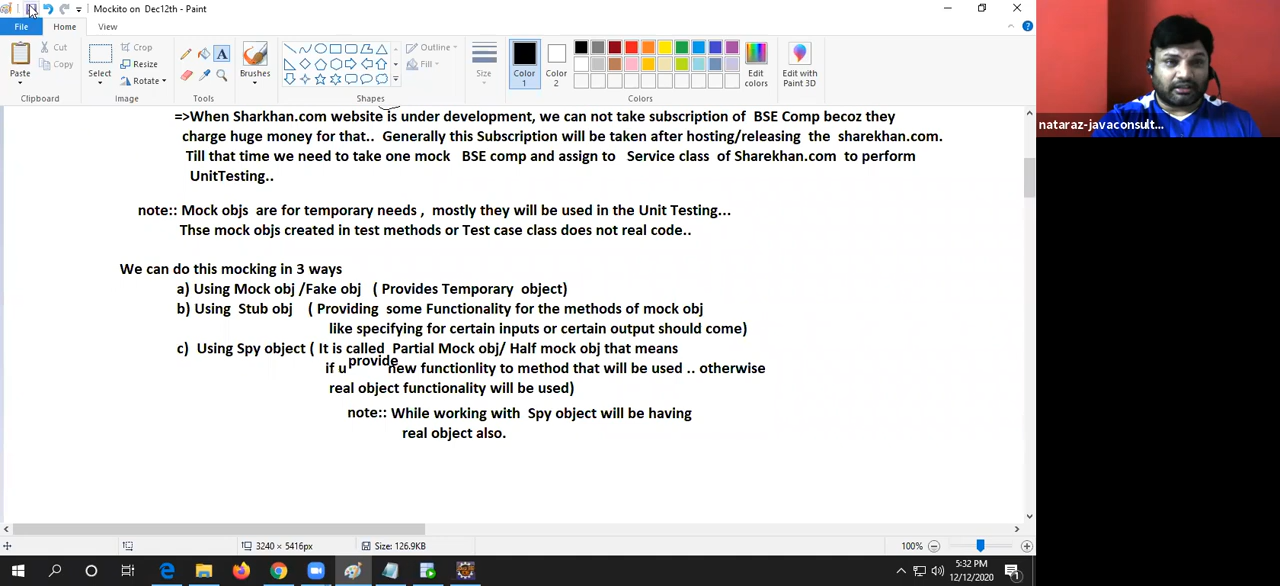 Mockito on Dec12th - Paint
File Home View
Paste Cut Copy Clipboard
Select Crop Resize Rotate Image
Tools
Brushes
Outline Fill Shapes
Size
Color 1 Color 2 Edit colors Colors
Edit with Paint 3D
nataraz-javaconsult...
=>When Sharkhan.com website is under development, we can not take subscription of BSE Comp becoz they
charge huge money for that.. Generally this Subscription will be taken after hosting/releasing the sharekhan.com.
Till that time we need to take one mock BSE comp and assign to Service class of Sharekhan.com to perform
UnitTesting..
note:: Mock objs are for temporary needs , mostly they will be used in the Unit Testing...
Thse mock objs created in test methods or Test case class does not real code..
We can do this mocking in 3 ways
a) Using Mock obj /Fake obj ( Provides Temporary object)
b) Using Stub obj ( Providing some Functionality for the methods of mock obj
like specifying for certain inputs or certain output should come)
c) Using Spy object ( It is called Partial Mock obj/ Half mock obj that means
if u provide new functionlity to method that will be used .. otherwise
real object functionality will be used)
note:: While working with Spy object will be having
real object also.
3240 × 5416px Size: 126.9KB 100%
5:32 PM
12/12/2020